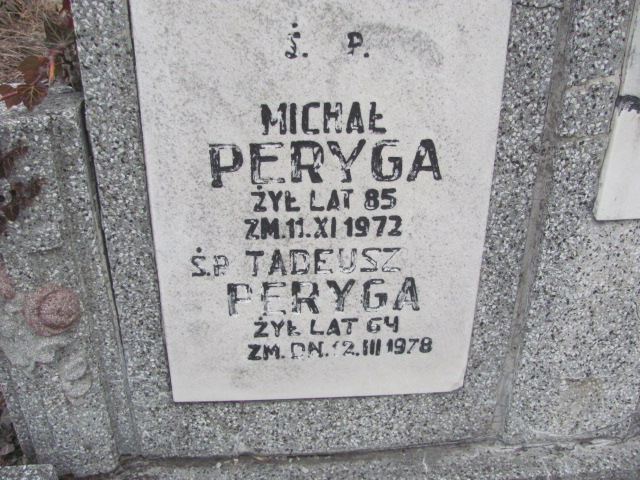 Ś. P.
MICHAŁ
PERYGA
ŻYŁ LAT 85
ZM. 11. XI 1972
Ś.P TADEUSZ
PERYGA
ŻYŁ LAT 64
ZM. DN. 12. III 1978